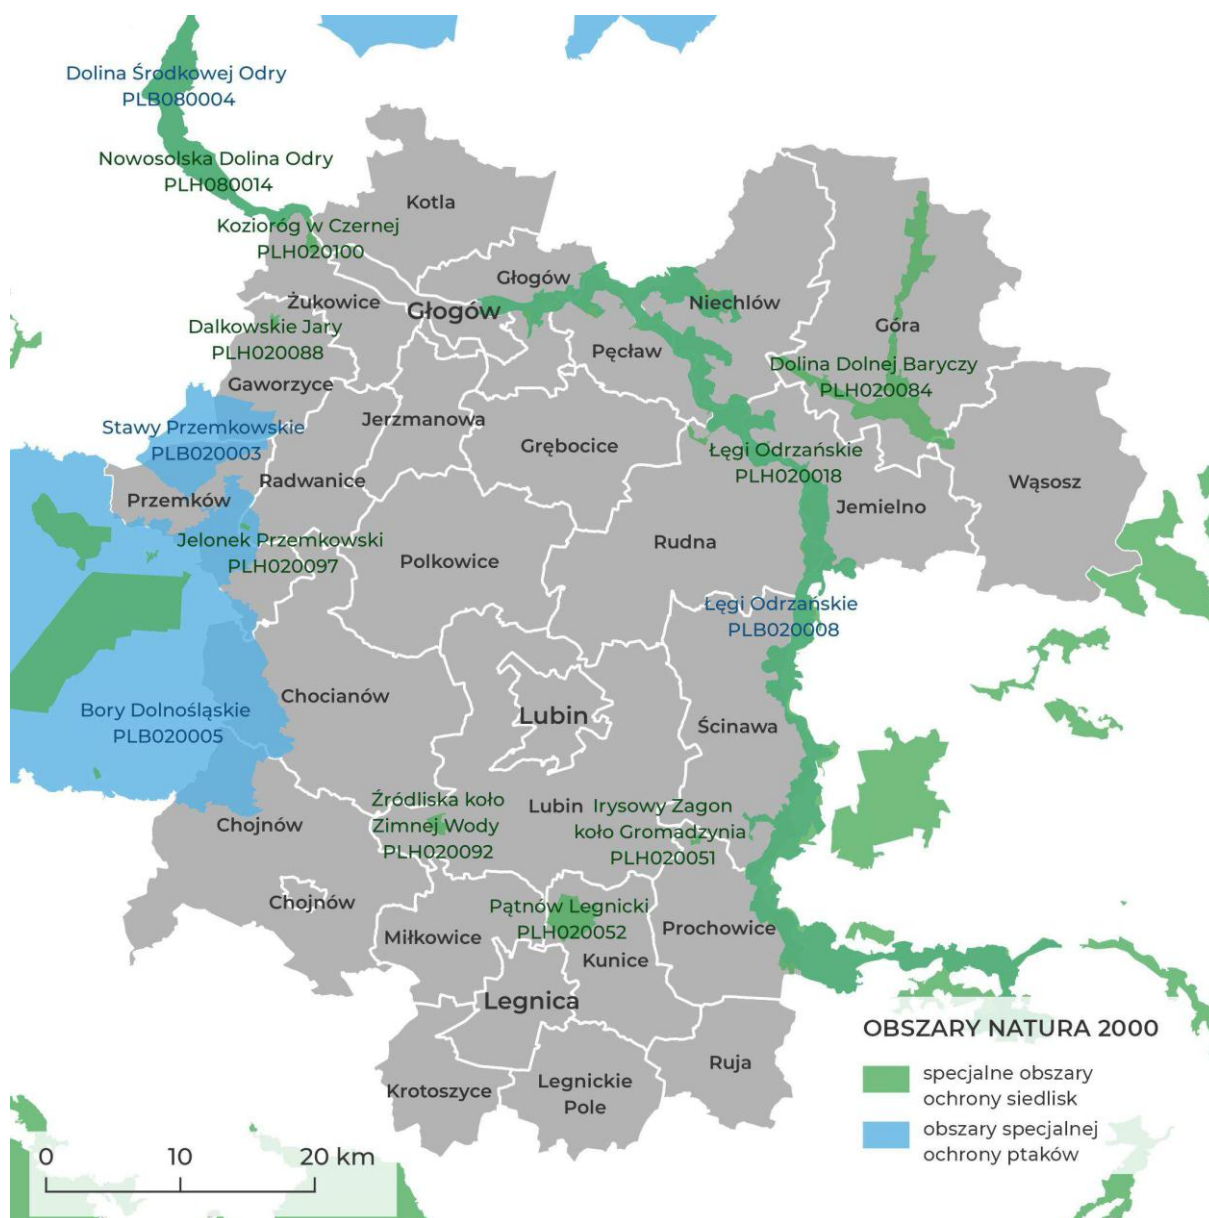 Dolina Środkowej Odry
PLB080004
Nowosolska Dolina Odry
PLH080014
Kotla
Kozioróg w Czernej
PLH020100
Głogów
Żukowice
Głogów
Niechlów
Dalkowskie Jary
PLH020088
Góra
Pęcław
Dolina Dolnej Baryczy
PLH020084
Gaworzyce
Jerzmanowa
Stawy Przemkowskie
PLB020003
Grębocice
Łęgi Odrzańskie
PLH020018
Radwanice
Wąsosz
Przemków
Jemielno
Jelonek Przemkowski
PLH020097
Rudna
Polkowice
Łęgi Odrzańskie
PLB020008
Chocianów
Bory Dolnośląskie
PLB020005
Lubin
Ścinawa
Źródliska koło
Zimnej Wody
PLH020092
Lubin
Irysowy Zagon
koło Gromadzynia
PLH020051
Chojnów
Chojnów
Pątnów Legnicki
PLH020052
Miłkowice
Prochowice
Kunice
Legnica
Ruja
Krotoszyce
Legnickie
Pole
OBSZARY NATURA 2000
specjalne obszary
ochrony siedlisk
obszary specjalnej
ochrony ptaków
0 10 20 km